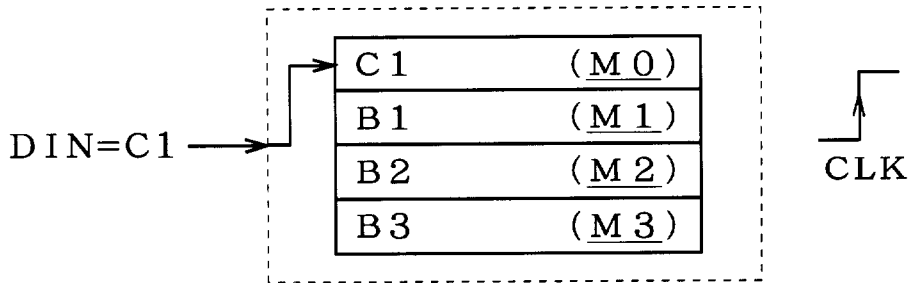 C1 (M0)
B1 (M1)
DIN=C1
B2 (M2)
CLK
B3 (M3)